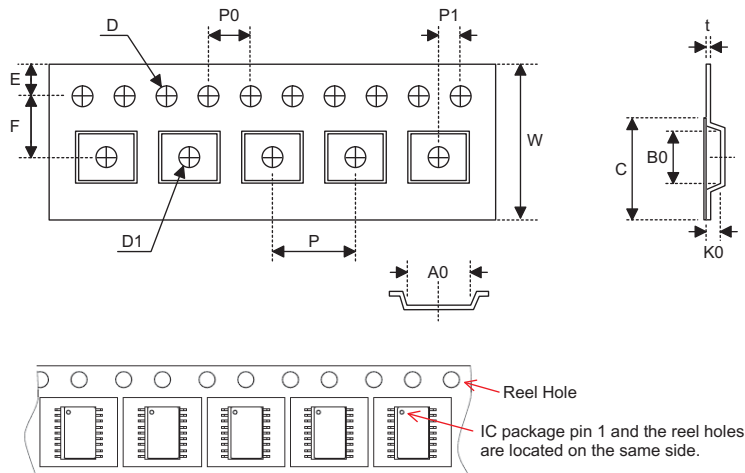 D
P0
P1
t
E
F
W
C
B0
D1
P
K0
A0
Reel Hole
IC package pin 1 and the reel holes
are located on the same side.